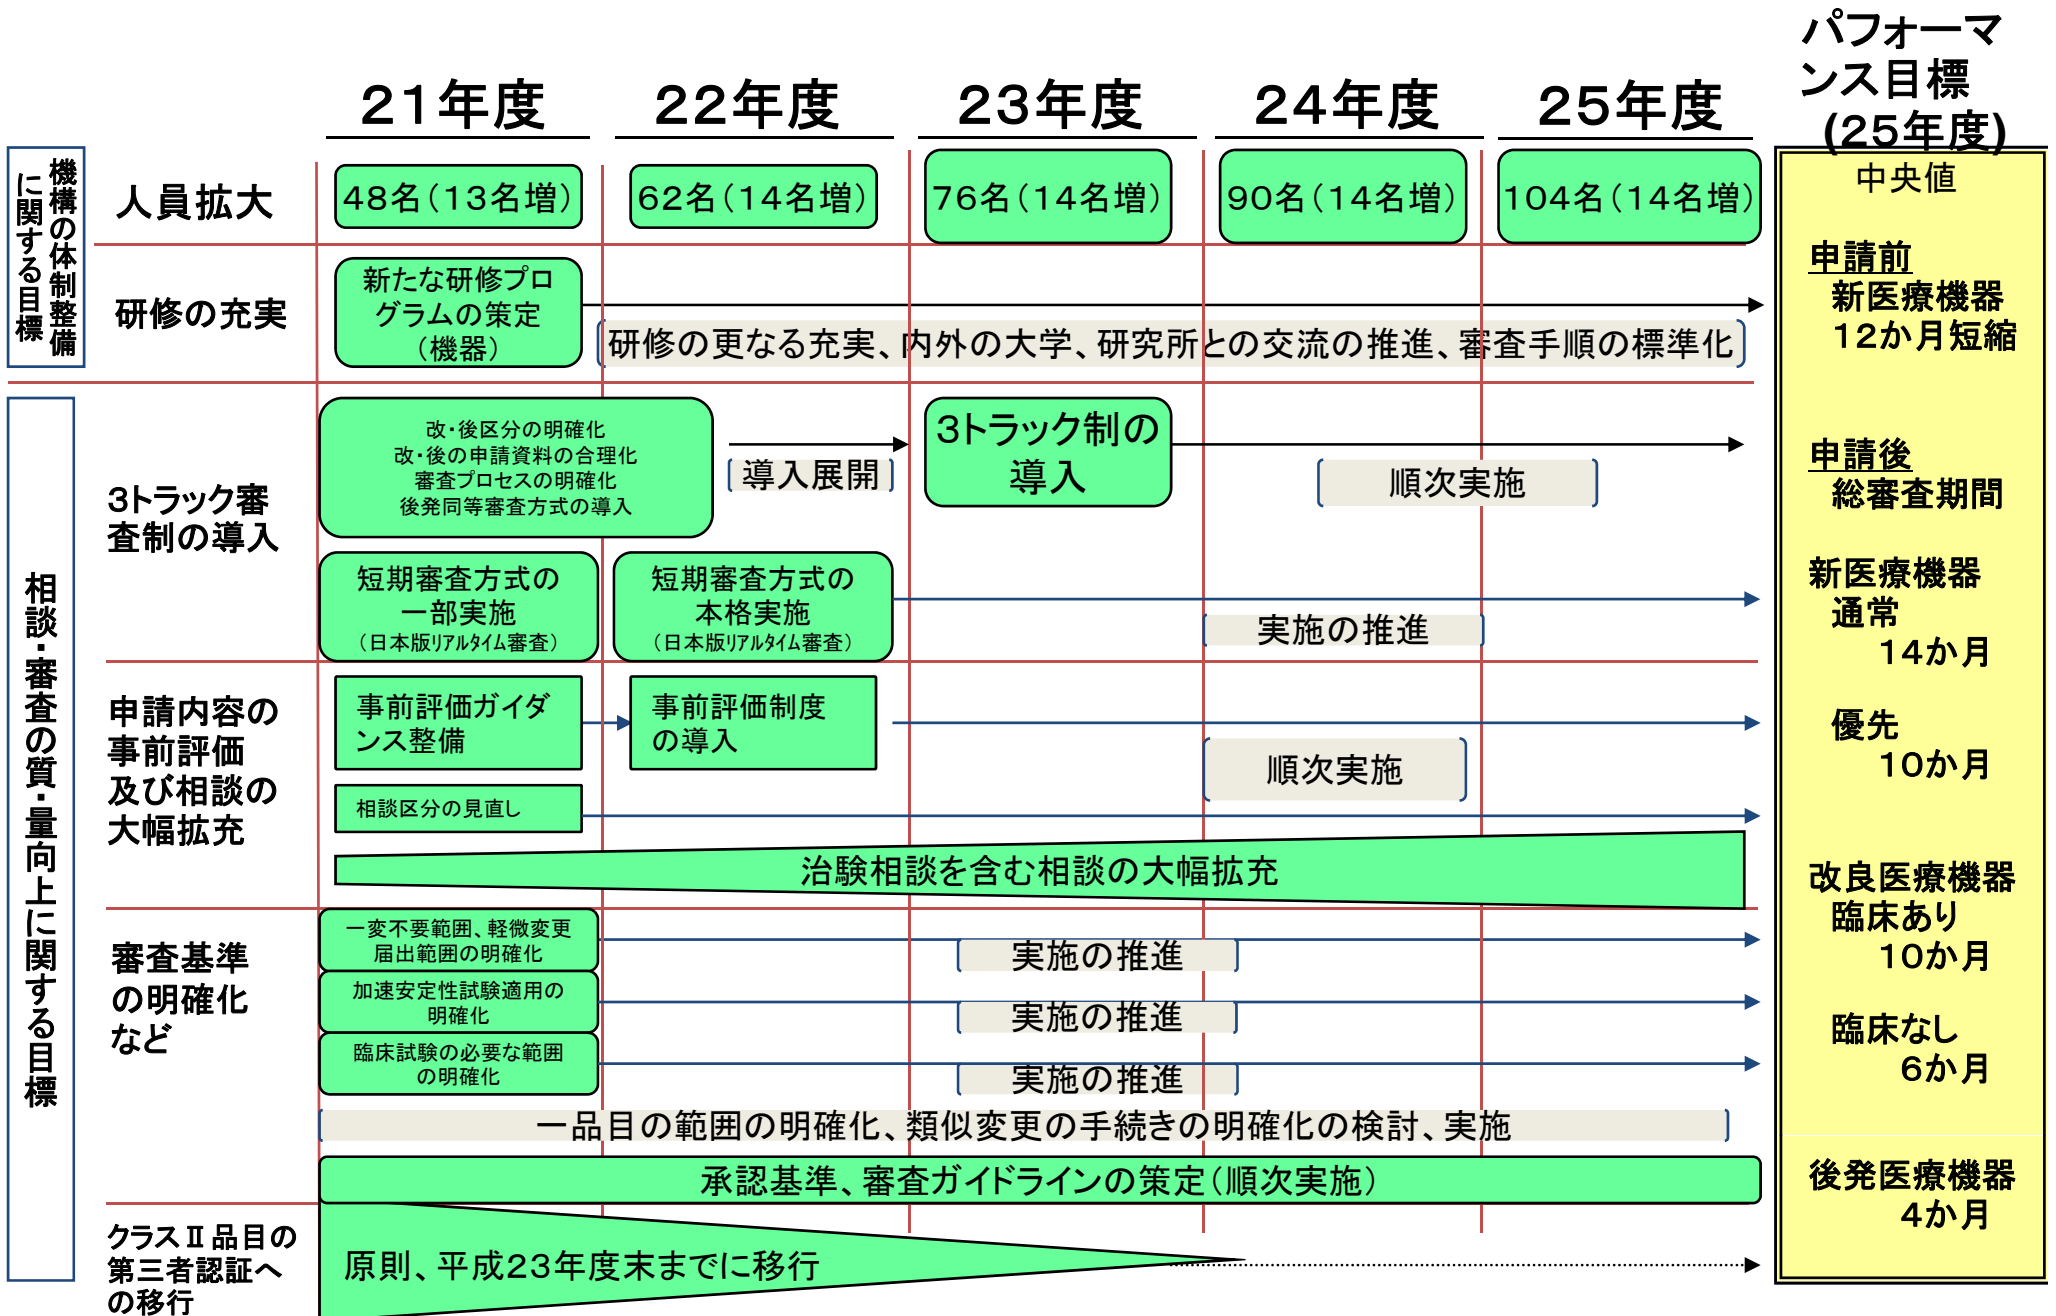 パフォーマ
ンス目標
(25年度)
21年度
22年度
23年度
24年度
25年度
中央値
機構の体制整備
に関する目標
人員拡大
48名(13名増)
62名(14名増)
76名(14名増)
90名(14名増)
104名(14名増)
研修の充実
新たな研修プロ
グラムの策定
(機器)
研修の更なる充実、内外の大学、研究所との交流の推進、審査手順の標準化
申請前
新医療機器
12か月短縮
相談・審査の質・量向上に関する目標
3トラック審
査制の導入
改・後区分の明確化
改・後の申請資料の合理化
審査プロセスの明確化
後発同等審査方式の導入
導入展開
3トラック制の
導入
順次実施
短期審査方式の
一部実施
(日本版リアルタイム審査)
短期審査方式の
本格実施
(日本版リアルタイム審査)
実施の推進
申請後
総審査期間
新医療機器
通常
14か月
優先
10か月
申請内容の
事前評価
及び相談の
大幅拡充
事前評価ガイダ
ンス整備
事前評価制度
の導入
順次実施
相談区分の見直し
治験相談を含む相談の大幅拡充
改良医療機器
臨床あり
10か月
臨床なし
6か月
審査基準
の明確化
など
一変不要範囲、軽微変更
届出範囲の明確化
実施の推進
加速安定性試験適用の
明確化
実施の推進
臨床試験の必要な範囲
の明確化
実施の推進
一品目の範囲の明確化、類似変更の手続きの明確化の検討、実施
承認基準、審査ガイドラインの策定(順次実施)
後発医療機器
4か月
クラスⅡ品目の
第三者認証へ
の移行
原則、平成23年度末までに移行